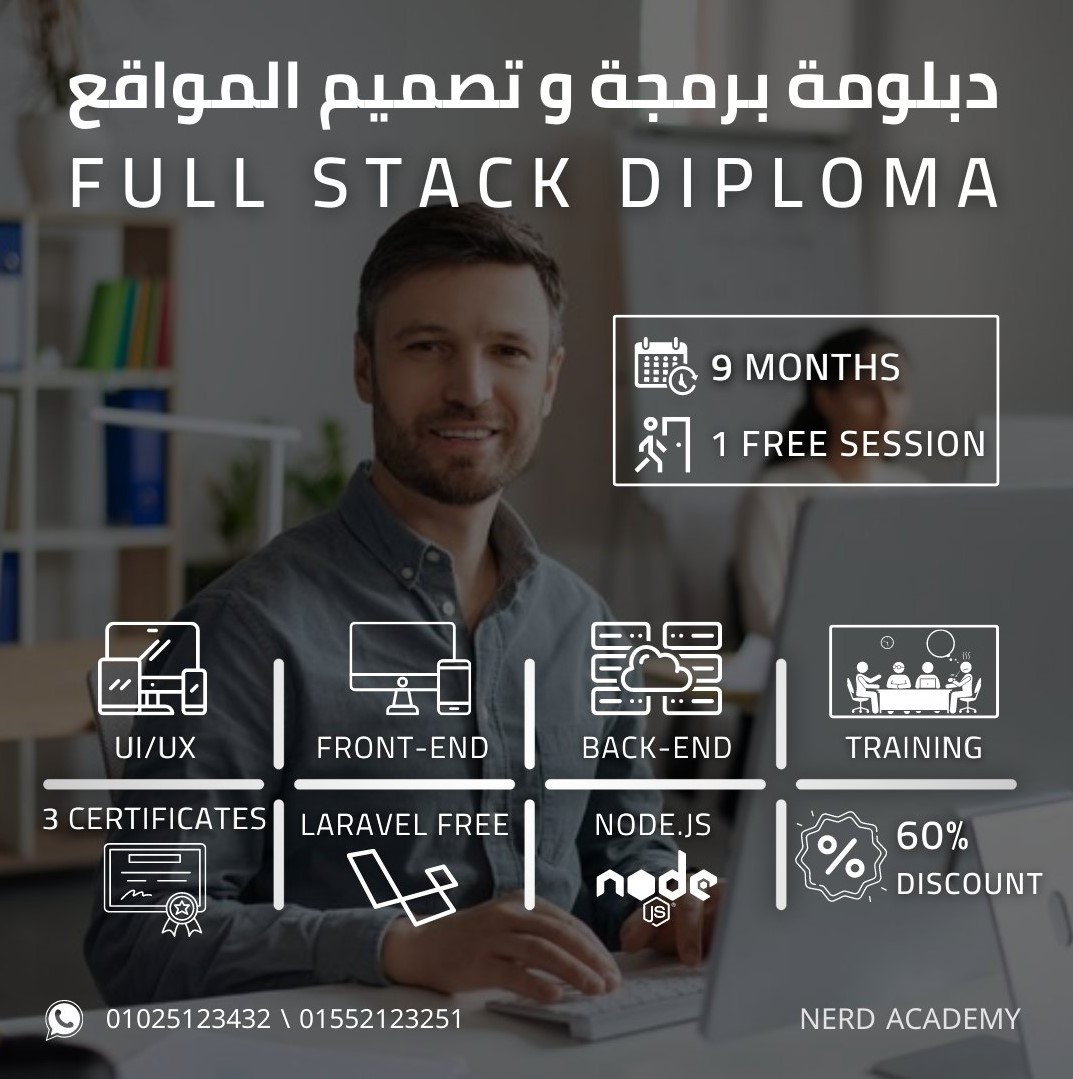 دبلومة برمجة و تصميم المواقع
FULL STACK DIPLOMA
9 MONTHS
1 FREE SESSION
UI/UX
FRONT-END
BACK-END
TRAINING
3 CERTIFICATES
LARAVEL FREE
NODE.JS
node
JS
60%
DISCOUNT
01025123432 \ 01552123251
NERD ACADEMY